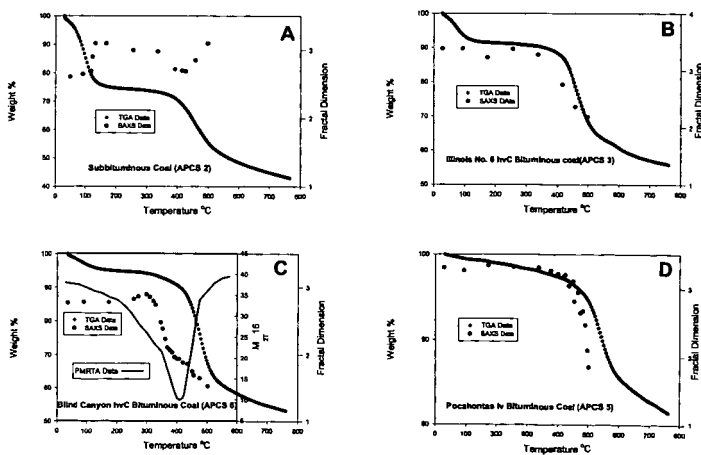 A
100
90
80
70
60
50
40
3
2
1
Weight %
Fractal Dimension
TGA Data
SAXS Data
Subbituminous Coal (APCS 2)
0 100 200 300 400 500 600 700 800
Temperature °C
B
100
90
80
70
60
50
4
3
2
1
Weight %
Fractal Dimension
TGA Data
SAXS DAta
Illinois No. 6 hvC Bituminous coal(APCS 3)
0 100 200 300 400 500 600 700 800
Temperature °C
C
100
90
80
70
60
50
45
40
35
30
25
20
15
10
5
3
2
1
Weight %
M 16
2T
Fractal Dimension
TGA Data
SAXS Data
PMRTA Data
Blind Canyon hvC Bituminous Coal (APCS 6)
0 100 200 300 400 500 600 700 800
Temperature °C
D
100
90
80
3
2
1
Weight %
Fractal Dimension
TGA Data
SAXS Data
Pocahontas lv Bituminous Coal (APCS 5)
0 100 200 300 400 500 600 700 800
Temperature °C